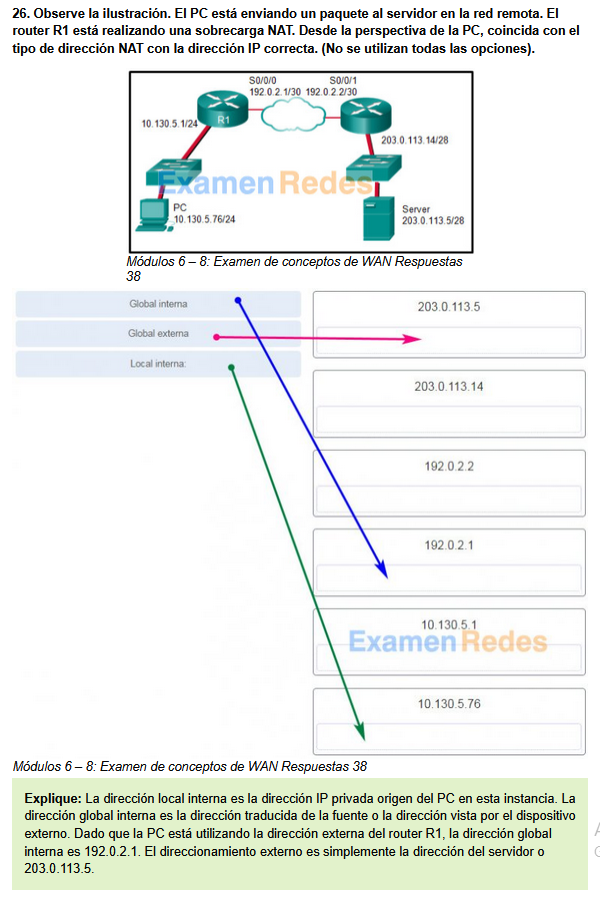 26. Observe la ilustración. El PC está enviando un paquete al servidor en la red remota. El
router R1 está realizando una sobrecarga NAT. Desde la perspectiva de la PC, coincida con el
tipo de dirección NAT con la dirección IP correcta. (No se utilizan todas las opciones).
S0/0/0 S0/0/1
192.0.2.1/30 192.0.2.2/30
R1
10.130.5.1/24
203.0.113.14/28
ExamenRedes
PC
10.130.5.76/24
Server
203.0.113.5/28
Módulos 6 – 8: Examen de conceptos de WAN Respuestas
38
Global interna
Global externa
Local interna:
203.0.113.5
203.0.113.14
192.0.2.2
192.0.2.1
10.130.5.1
ExamenRedes
10.130.5.76
Módulos 6 – 8: Examen de conceptos de WAN Respuestas 38
Explique: La dirección local interna es la dirección IP privada origen del PC en esta instancia. La
dirección global interna es la dirección traducida de la fuente o la dirección vista por el dispositivo
externo. Dado que la PC está utilizando la dirección externa del router R1, la dirección global
interna es 192.0.2.1. El direccionamiento externo es simplemente la dirección del servidor o
203.0.113.5.